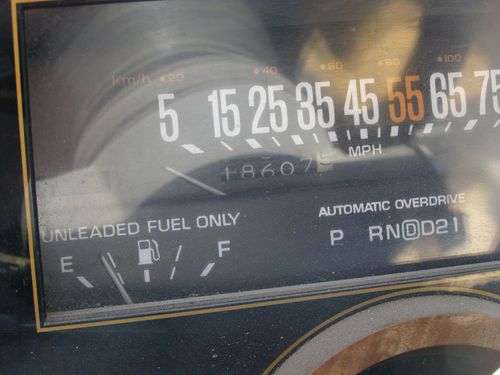 km/h 20 40 60 80 100
5 15 25 35 45 55 65 75
MPH
UNLEADED FUEL ONLY
E F
AUTOMATIC OVERDRIVE
P R N D D 2 1